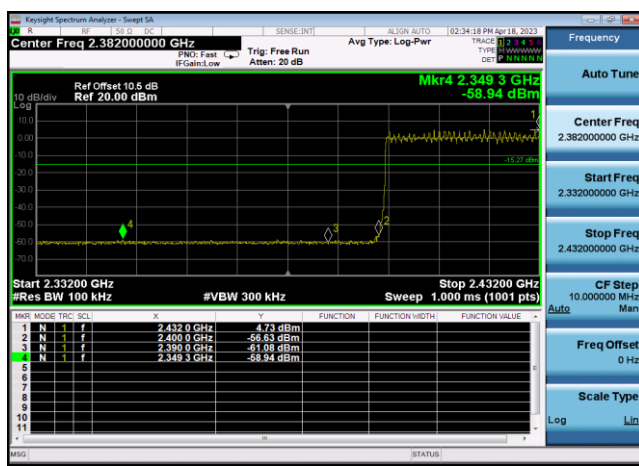 Keysight Spectrum Analyzer - Swept SA
R RF 50 Ω DC SENSE:INT ALIGN AUTO 02:34:18 PM Apr 18, 2023
Center Freq 2.382000000 GHz PNO: Fast Trig: Free Run Avg Type: Log-Pwr TRACE 1 2 3 4 5 6
IFGain:Low Atten: 20 dB TYPE M W W W W W
DET P N N N N N
Frequency
Auto Tune
Center Freq
2.382000000 GHz
Start Freq
2.332000000 GHz
Stop Freq
2.432000000 GHz
CF Step
10.000000 MHz
Auto Man
Freq Offset
0 Hz
Scale Type
Log Lin
Mkr4 2.349 3 GHz
-58.94 dBm
Ref Offset 10.5 dB
10 dB/div Ref 20.00 dBm
Log
10.0
0.00
-10.0
-20.0
-30.0
-40.0
-50.0
-60.0
-70.0
1
-15.27 dBm
4
3
2
Start 2.33200 GHz Stop 2.43200 GHz
#Res BW 100 kHz #VBW 300 kHz Sweep 1.000 ms (1001 pts)
MKR MODE TRC SCL X Y FUNCTION FUNCTION WIDTH FUNCTION VALUE
1 N 1 f 2.432 0 GHz 4.73 dBm
2 N 1 f 2.400 0 GHz -56.63 dBm
3 N 1 f 2.390 0 GHz -61.08 dBm
4 N 1 f 2.349 3 GHz -58.94 dBm
5
6
7
8
9
10
11
MSG STATUS